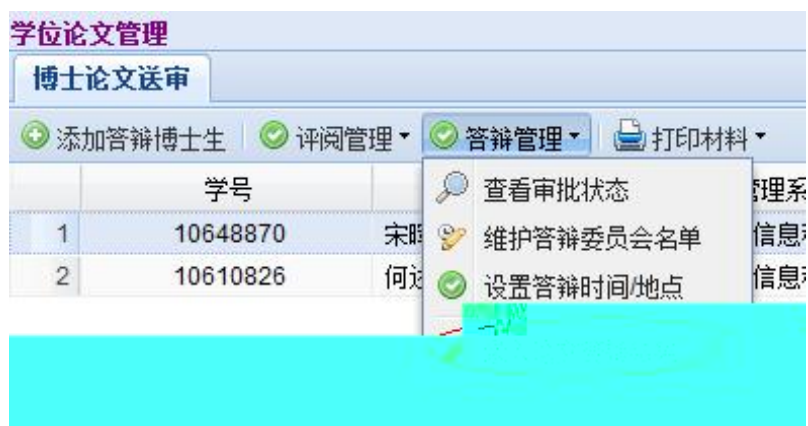 学位论文管理
博士论文送审
添加答辩博士生 评阅管理 答辩管理 打印材料
学号 查看审批状态 管理系
1 10648870 宋 维护答辩委员会名单 信息
2 10610826 何 设置答辩时间/地点 信息